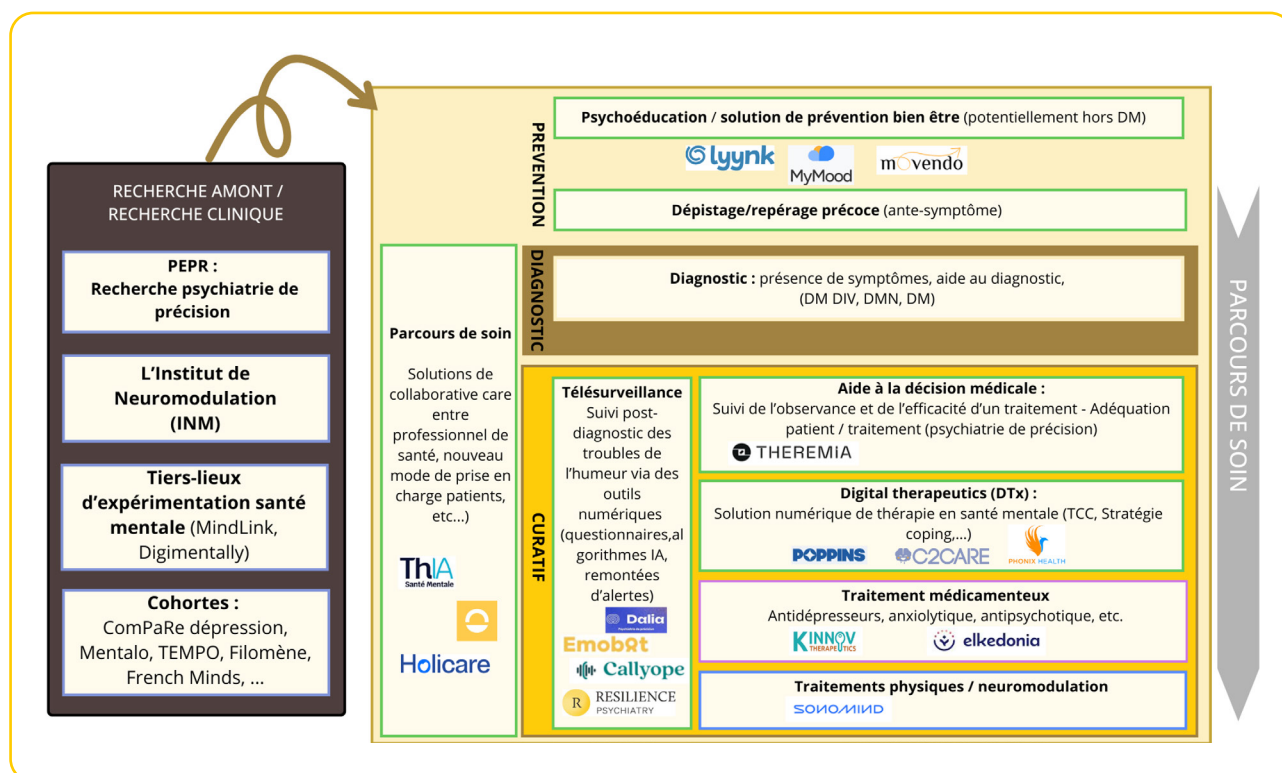 RECHERCHE AMONT /
RECHERCHE CLINIQUE
PEPR :
Recherche psychiatrie de
précision
L'Institut de
Neuromodulation
(INM)
Tiers-lieux
d'expérimentation santé
mentale (MindLink,
Digimentally)
Cohortes :
ComPaRe dépression,
Mentalo, TEMPO, Filomène,
French Minds, ...
PREVENTION
Psychoéducation / solution de prévention bien être (potentiellement hors DM)
lyynk
MyMood
movendo
Dépistage/repérage précoce (ante-symptôme)
Parcours de soin
Solutions de
collaborative care
entre
professionnel de
santé, nouveau
mode de prise en
charge patients,
etc...)
ThIA
Santé Mentale
Holicare
DIAGNOSTIC
Diagnostic : présence de symptômes, aide au diagnostic,
(DM DIV, DMN, DM)
CURATIF
Télésurveillance
Suivi post-
diagnostic des
troubles de
l'humeur via des
outils
numériques
(questionnaires,al
gorithmes IA,
remontées
d'alertes)
Dalia
Emobot
Callyope
R RESILIENCE
PSYCHIATRY
Aide à la décision médicale :
Suivi de l'observance et de l'efficacité d'un traitement - Adéquation
patient / traitement (psychiatrie de précision)
THEREMIA
Digital therapeutics (DTx) :
Solution numérique de thérapie en santé mentale (TCC, Stratégie
coping,...)
POPPINS
C2CARE
PHONIX HEALTH
Traitement médicamenteux
Antidépresseurs, anxiolytique, antipsychotique, etc.
KINNOV
THERAPEUTICS
elkedonia
Traitements physiques / neuromodulation
SONOMIND
PARCOURS DE SOIN